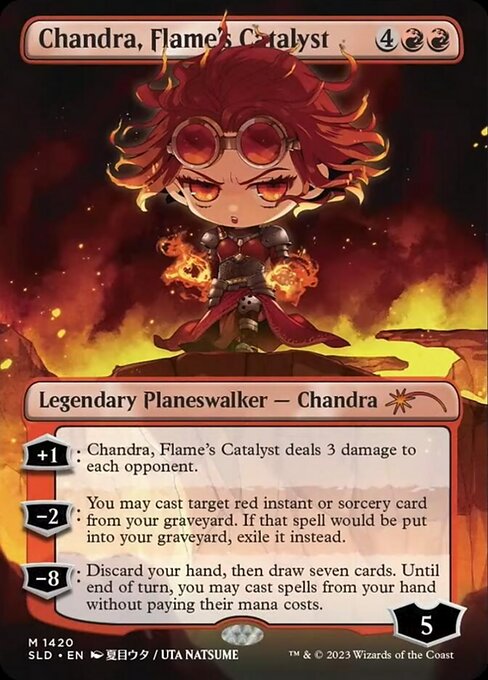 Chandra, Flame's Catalyst 4
Legendary Planeswalker — Chandra
+1 : Chandra, Flame's Catalyst deals 3 damage to
each opponent.
−2 : You may cast target red instant or sorcery card
from your graveyard. If that spell would be put
into your graveyard, exile it instead.
−8 : Discard your hand, then draw seven cards. Until
end of turn, you may cast spells from your hand
without paying their mana costs.
5
M 1420
SLD • EN 夏目ウタ / UTA NATSUME ™ & © 2023 Wizards of the Coast